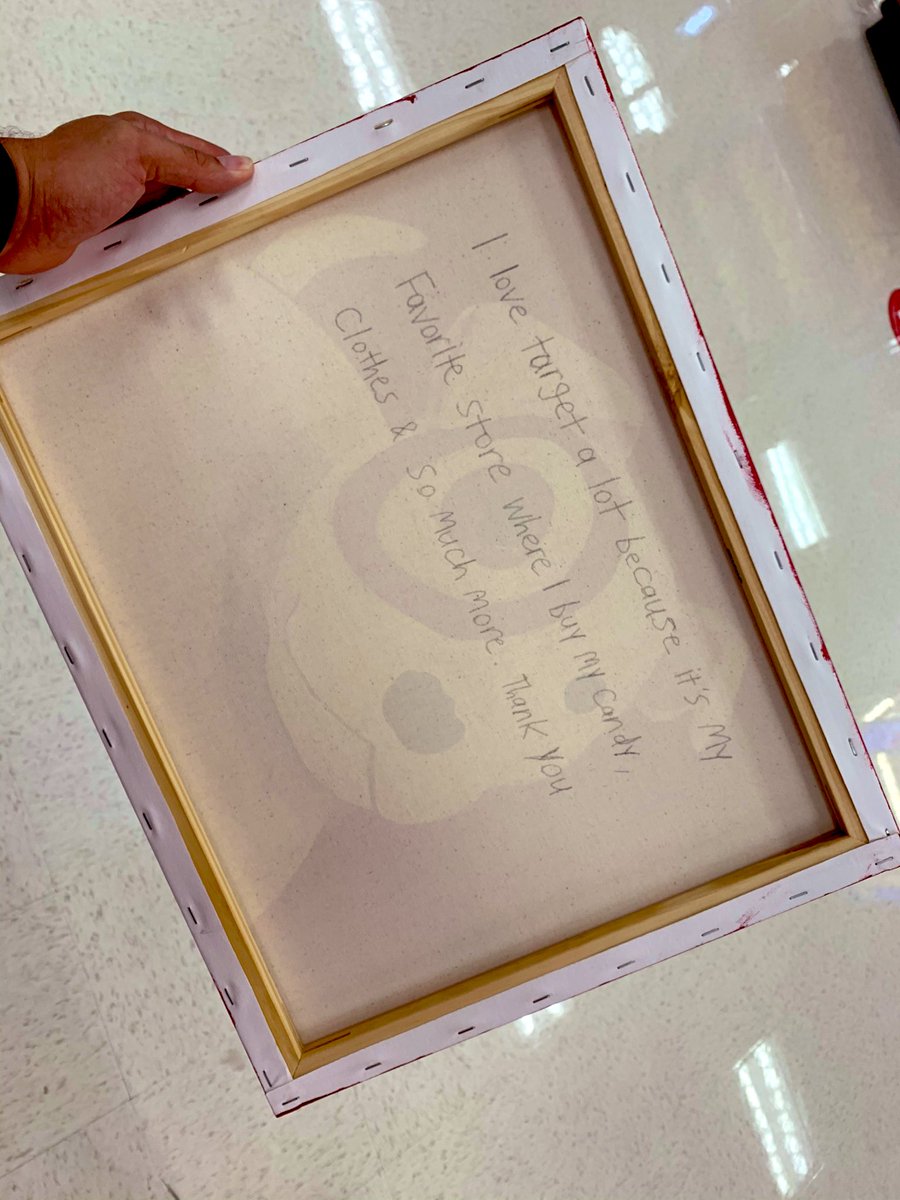 I love target a lot because it's my
Favorite store where I buy my candy,
Clothes & so much more. Thank you